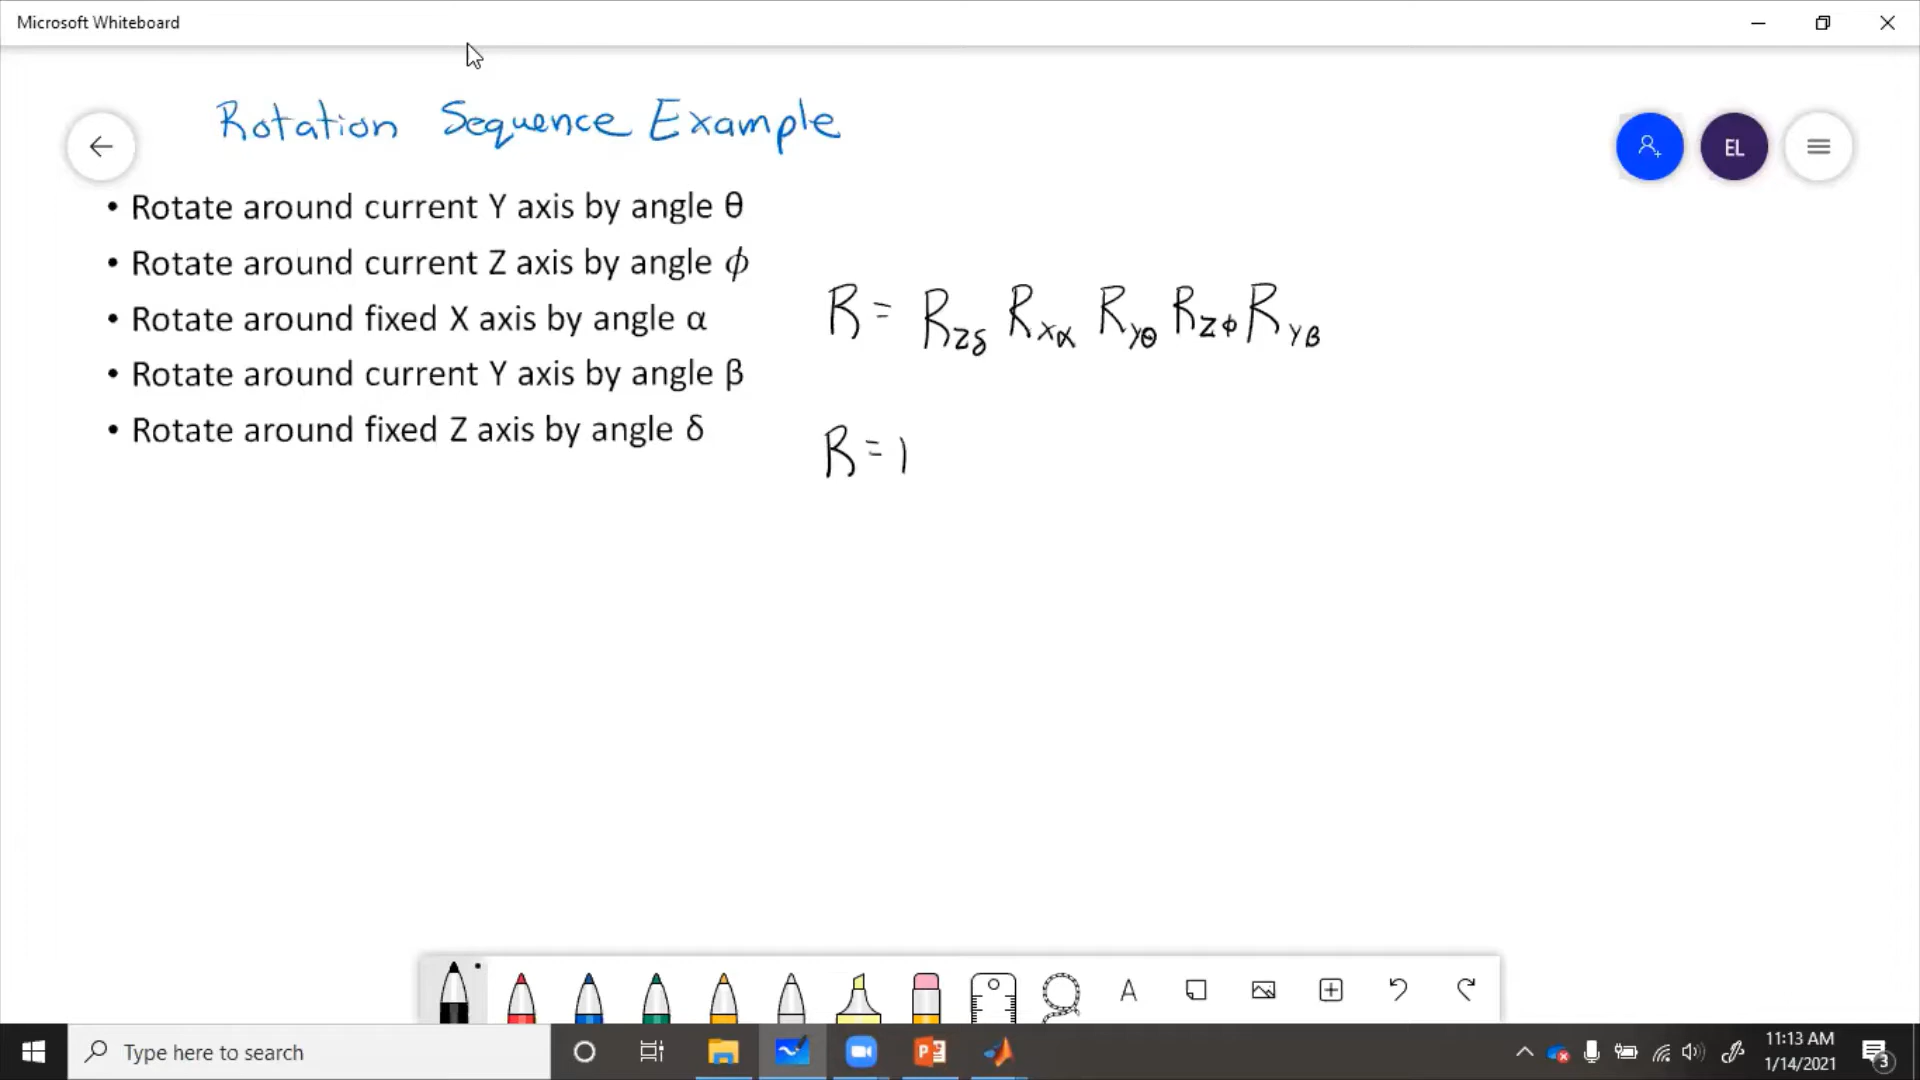 Microsoft Whiteboard
Rotation Sequence Example
EL
• Rotate around current Y axis by angle θ
• Rotate around current Z axis by angle ϕ
• Rotate around fixed X axis by angle α
• Rotate around current Y axis by angle β
• Rotate around fixed Z axis by angle δ
R = R_Zδ R_Xα R_Yθ R_Zϕ R_Yβ
R = 1
A
Type here to search
11:13 AM
1/14/2021
3